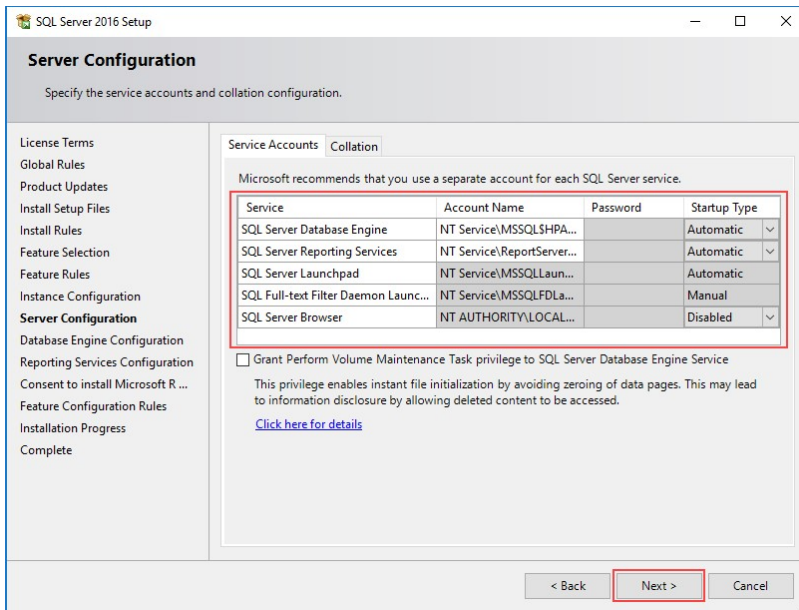 SQL Server 2016 Setup
Server Configuration
Specify the service accounts and collation configuration.
License Terms
Global Rules
Product Updates
Install Setup Files
Install Rules
Feature Selection
Feature Rules
Instance Configuration
Server Configuration
Database Engine Configuration
Reporting Services Configuration
Consent to install Microsoft R ...
Feature Configuration Rules
Installation Progress
Complete
Service Accounts Collation
Microsoft recommends that you use a separate account for each SQL Server service.
Service Account Name Password Startup Type
SQL Server Database Engine NT Service\MSSQL$HPA... Automatic
SQL Server Reporting Services NT Service\ReportServer... Automatic
SQL Server Launchpad NT Service\MSSQLLaun... Automatic
SQL Full-text Filter Daemon Launc... NT Service\MSSQLFDLa... Manual
SQL Server Browser NT AUTHORITY\LOCAL... Disabled
Grant Perform Volume Maintenance Task privilege to SQL Server Database Engine Service
This privilege enables instant file initialization by avoiding zeroing of data pages. This may lead
to information disclosure by allowing deleted content to be accessed.
Click here for details
< Back Next > Cancel